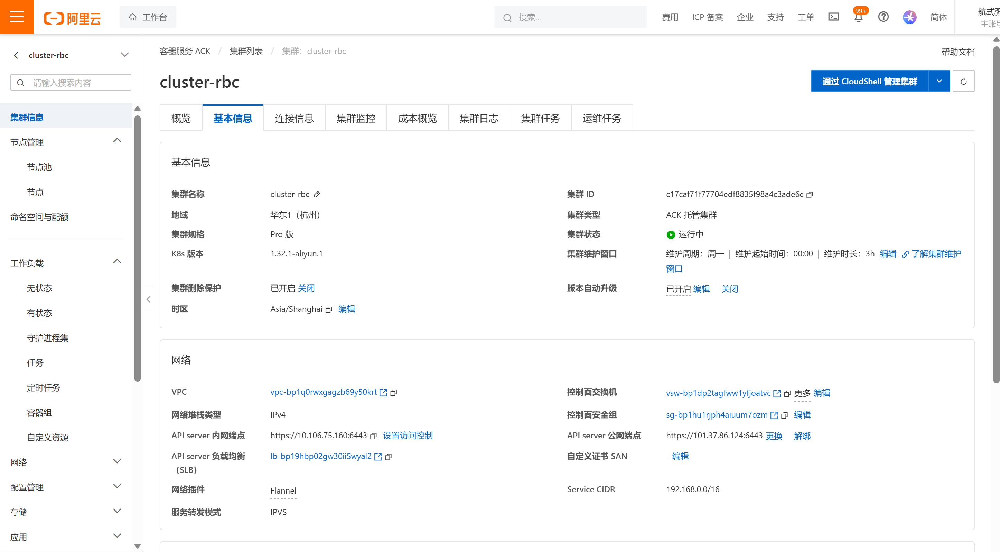 阿里云
工作台
搜索...
费用
ICP 备案
企业
支持
工单
99+
简体
主账号
cluster-rbc
请输入搜索内容
集群信息
节点管理
节点池
节点
命名空间与配额
工作负载
无状态
有状态
守护进程集
任务
定时任务
容器组
自定义资源
网络
配置管理
存储
应用
容器服务 ACK / 集群列表 / 集群：cluster-rbc
帮助文档
cluster-rbc
通过 CloudShell 管理集群
概览
基本信息
连接信息
集群监控
成本概览
集群日志
集群任务
运维任务
基本信息
集群名称 cluster-rbc
集群 ID c17caf71f77704edf8835f98a4c3ade6c
地域 华东1（杭州）
集群类型 ACK 托管集群
集群规格 Pro 版
集群状态 运行中
K8s 版本 1.32.1-aliyun.1
集群维护窗口 维护周期：周一 | 维护起始时间：00:00 | 维护时长：3h 编辑 了解集群维护
窗口
集群删除保护 已开启 关闭
版本自动升级 已开启 编辑 关闭
时区 Asia/Shanghai 编辑
网络
VPC vpc-bp1q0rwxgagzb69y50krt
控制面交换机 vsw-bp1dp2tagfww1yfjoatvc 更多 编辑
网络堆栈类型 IPv4
控制面安全组 sg-bp1hu1rjph4aiuum7ozm 编辑
API server 内网端点 https://10.106.75.160:6443 设置访问控制
API server 公网端点 https://101.37.86.124:6443 更换 解绑
API server 负载均衡 lb-bp19hbp02gw30ii5wyal2
（SLB）
自定义证书 SAN - 编辑
网络插件 Flannel
Service CIDR 192.168.0.0/16
服务转发模式 IPVS